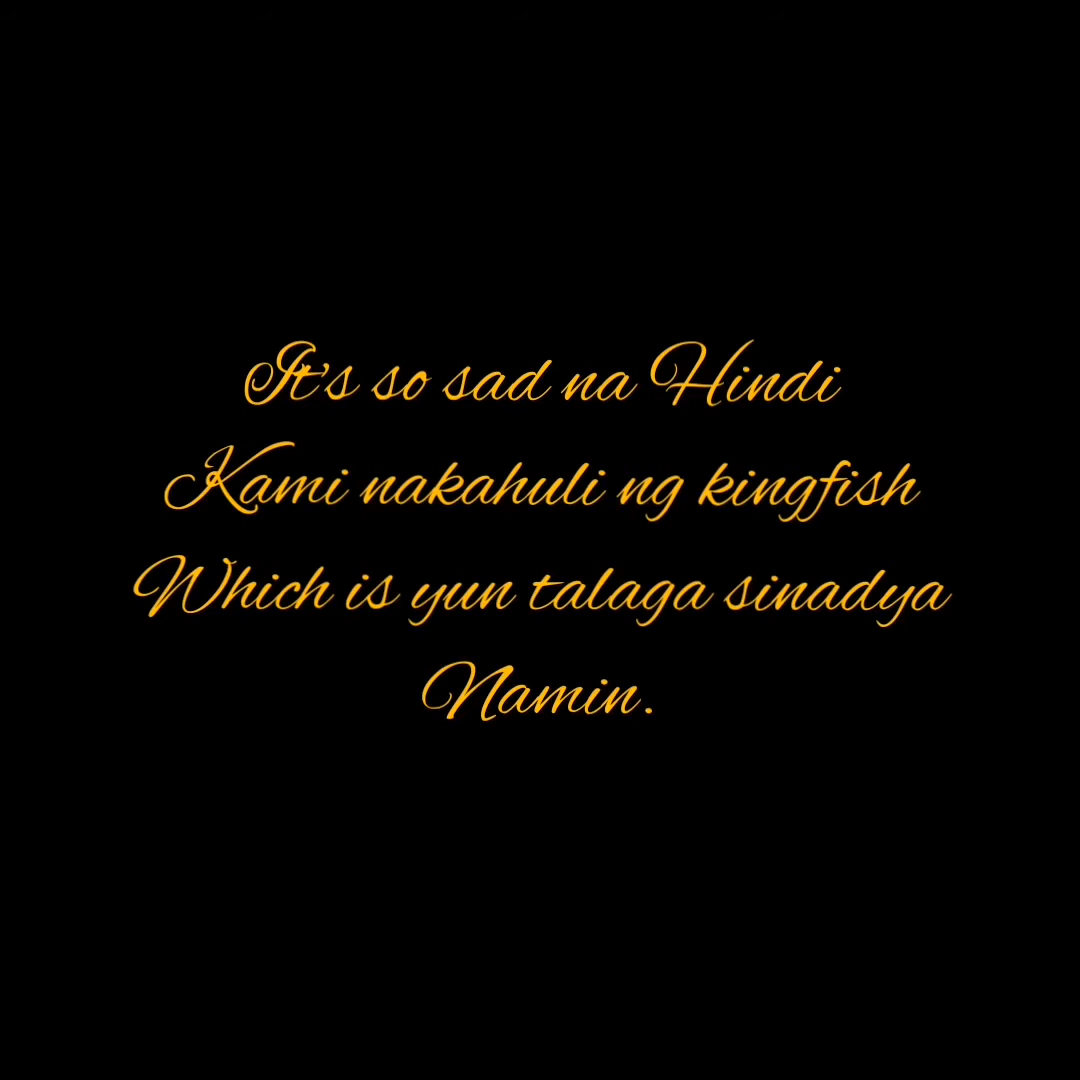 It's so sad na Hindi
Kami nakahuli ng kingfish
Which is yun talaga sinadya
Namin.